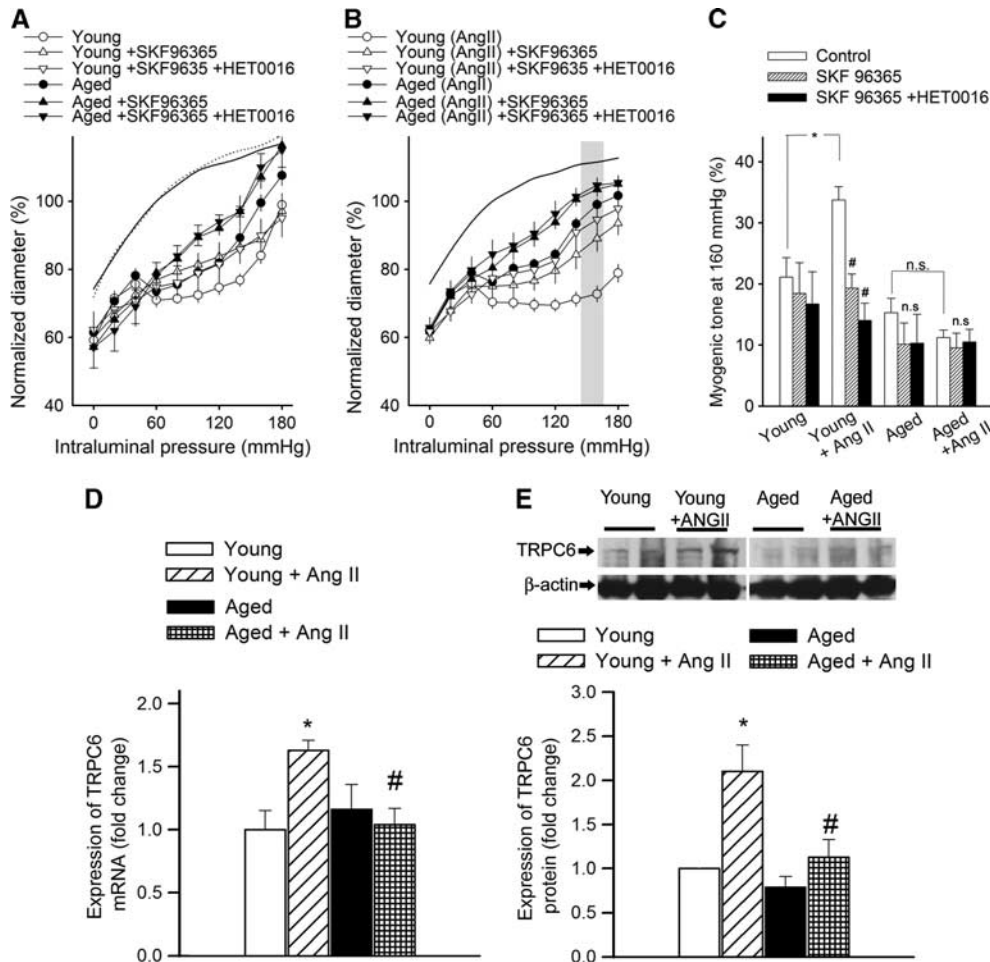 A
Young
Young +SKF96365
Young +SKF9635 +HET0016
Aged
Aged +SKF96365
Aged +SKF96365 +HET0016
Normalized diameter (%)
100
80
60
40
0
60
120
180
Intraluminal pressure (mmHg)
B
Young (AngII)
Young (AngII) +SKF96365
Young (AngII) +SKF9635 +HET0016
Aged (AngII)
Aged (AngII) +SKF96365
Aged (AngII) +SKF96365 +HET0016
Normalized diameter (%)
100
80
60
40
0
60
120
180
Intraluminal pressure (mmHg)
C
Control
SKF 96365
SKF 96365 +HET0016
Myogenic tone at 160 mmHg (%)
40
30
20
10
0
*
#
#
n.s.
n.s
n.s
Young
Young
+ Ang II
Aged
Aged
+Ang II
D
Young
Young + Ang II
Aged
Aged + Ang II
Expression of TRPC6
mRNA (fold change)
2.0
1.5
1.0
0.5
0.0
*
#
E
Young
Young
+ANGII
Aged
Aged
+ANGII
TRPC6
β-actin
Young
Aged
Young + Ang II
Aged + Ang II
Expression of TRPC6
protein (fold change)
3.0
2.5
2.0
1.5
1.0
0.5
0.0
*
#